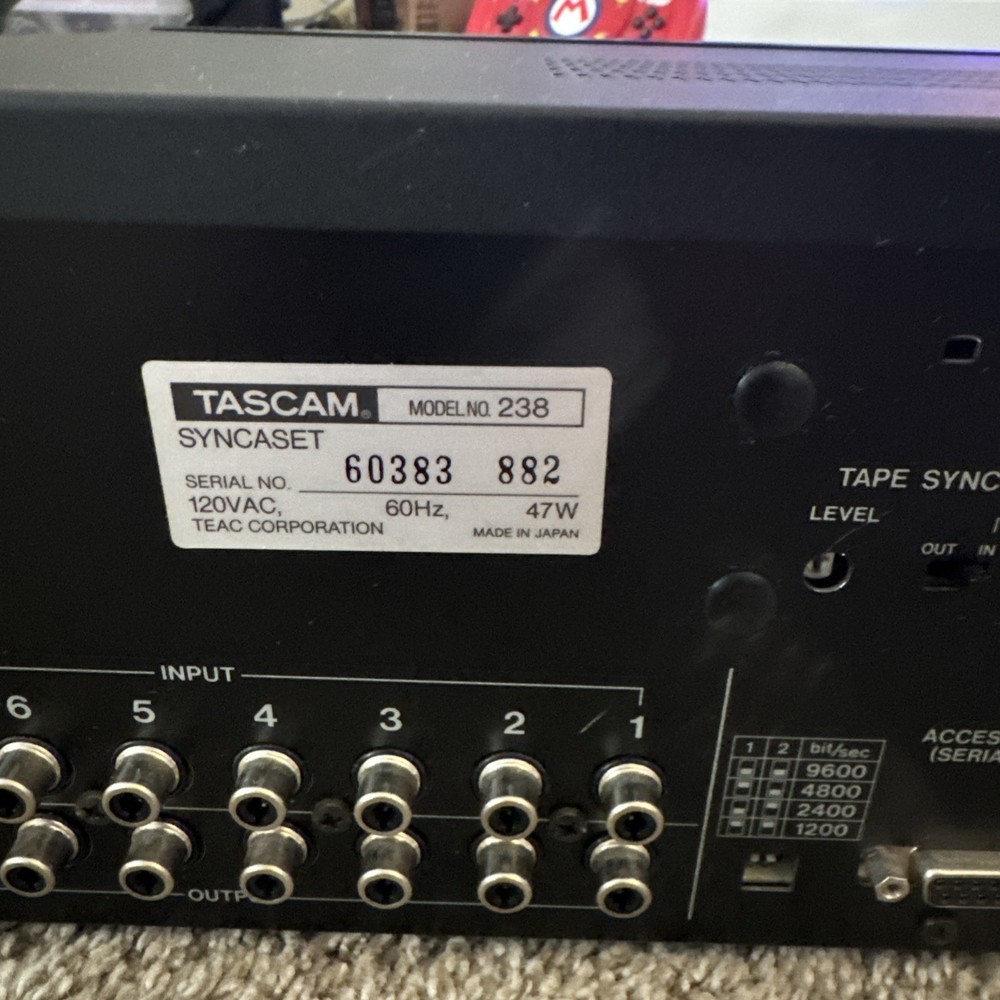 M
TASCAM® MODEL NO. 238
SYNCASET
SERIAL NO. 60383 882
120VAC, 60Hz, 47W
TEAC CORPORATION MADE IN JAPAN
TAPE SYNC
LEVEL
OUT IN
INPUT
6 5 4 3 2 1
1 2 bit/sec
9600
4800
2400
1200
ACCES
(SERIA
OUTP